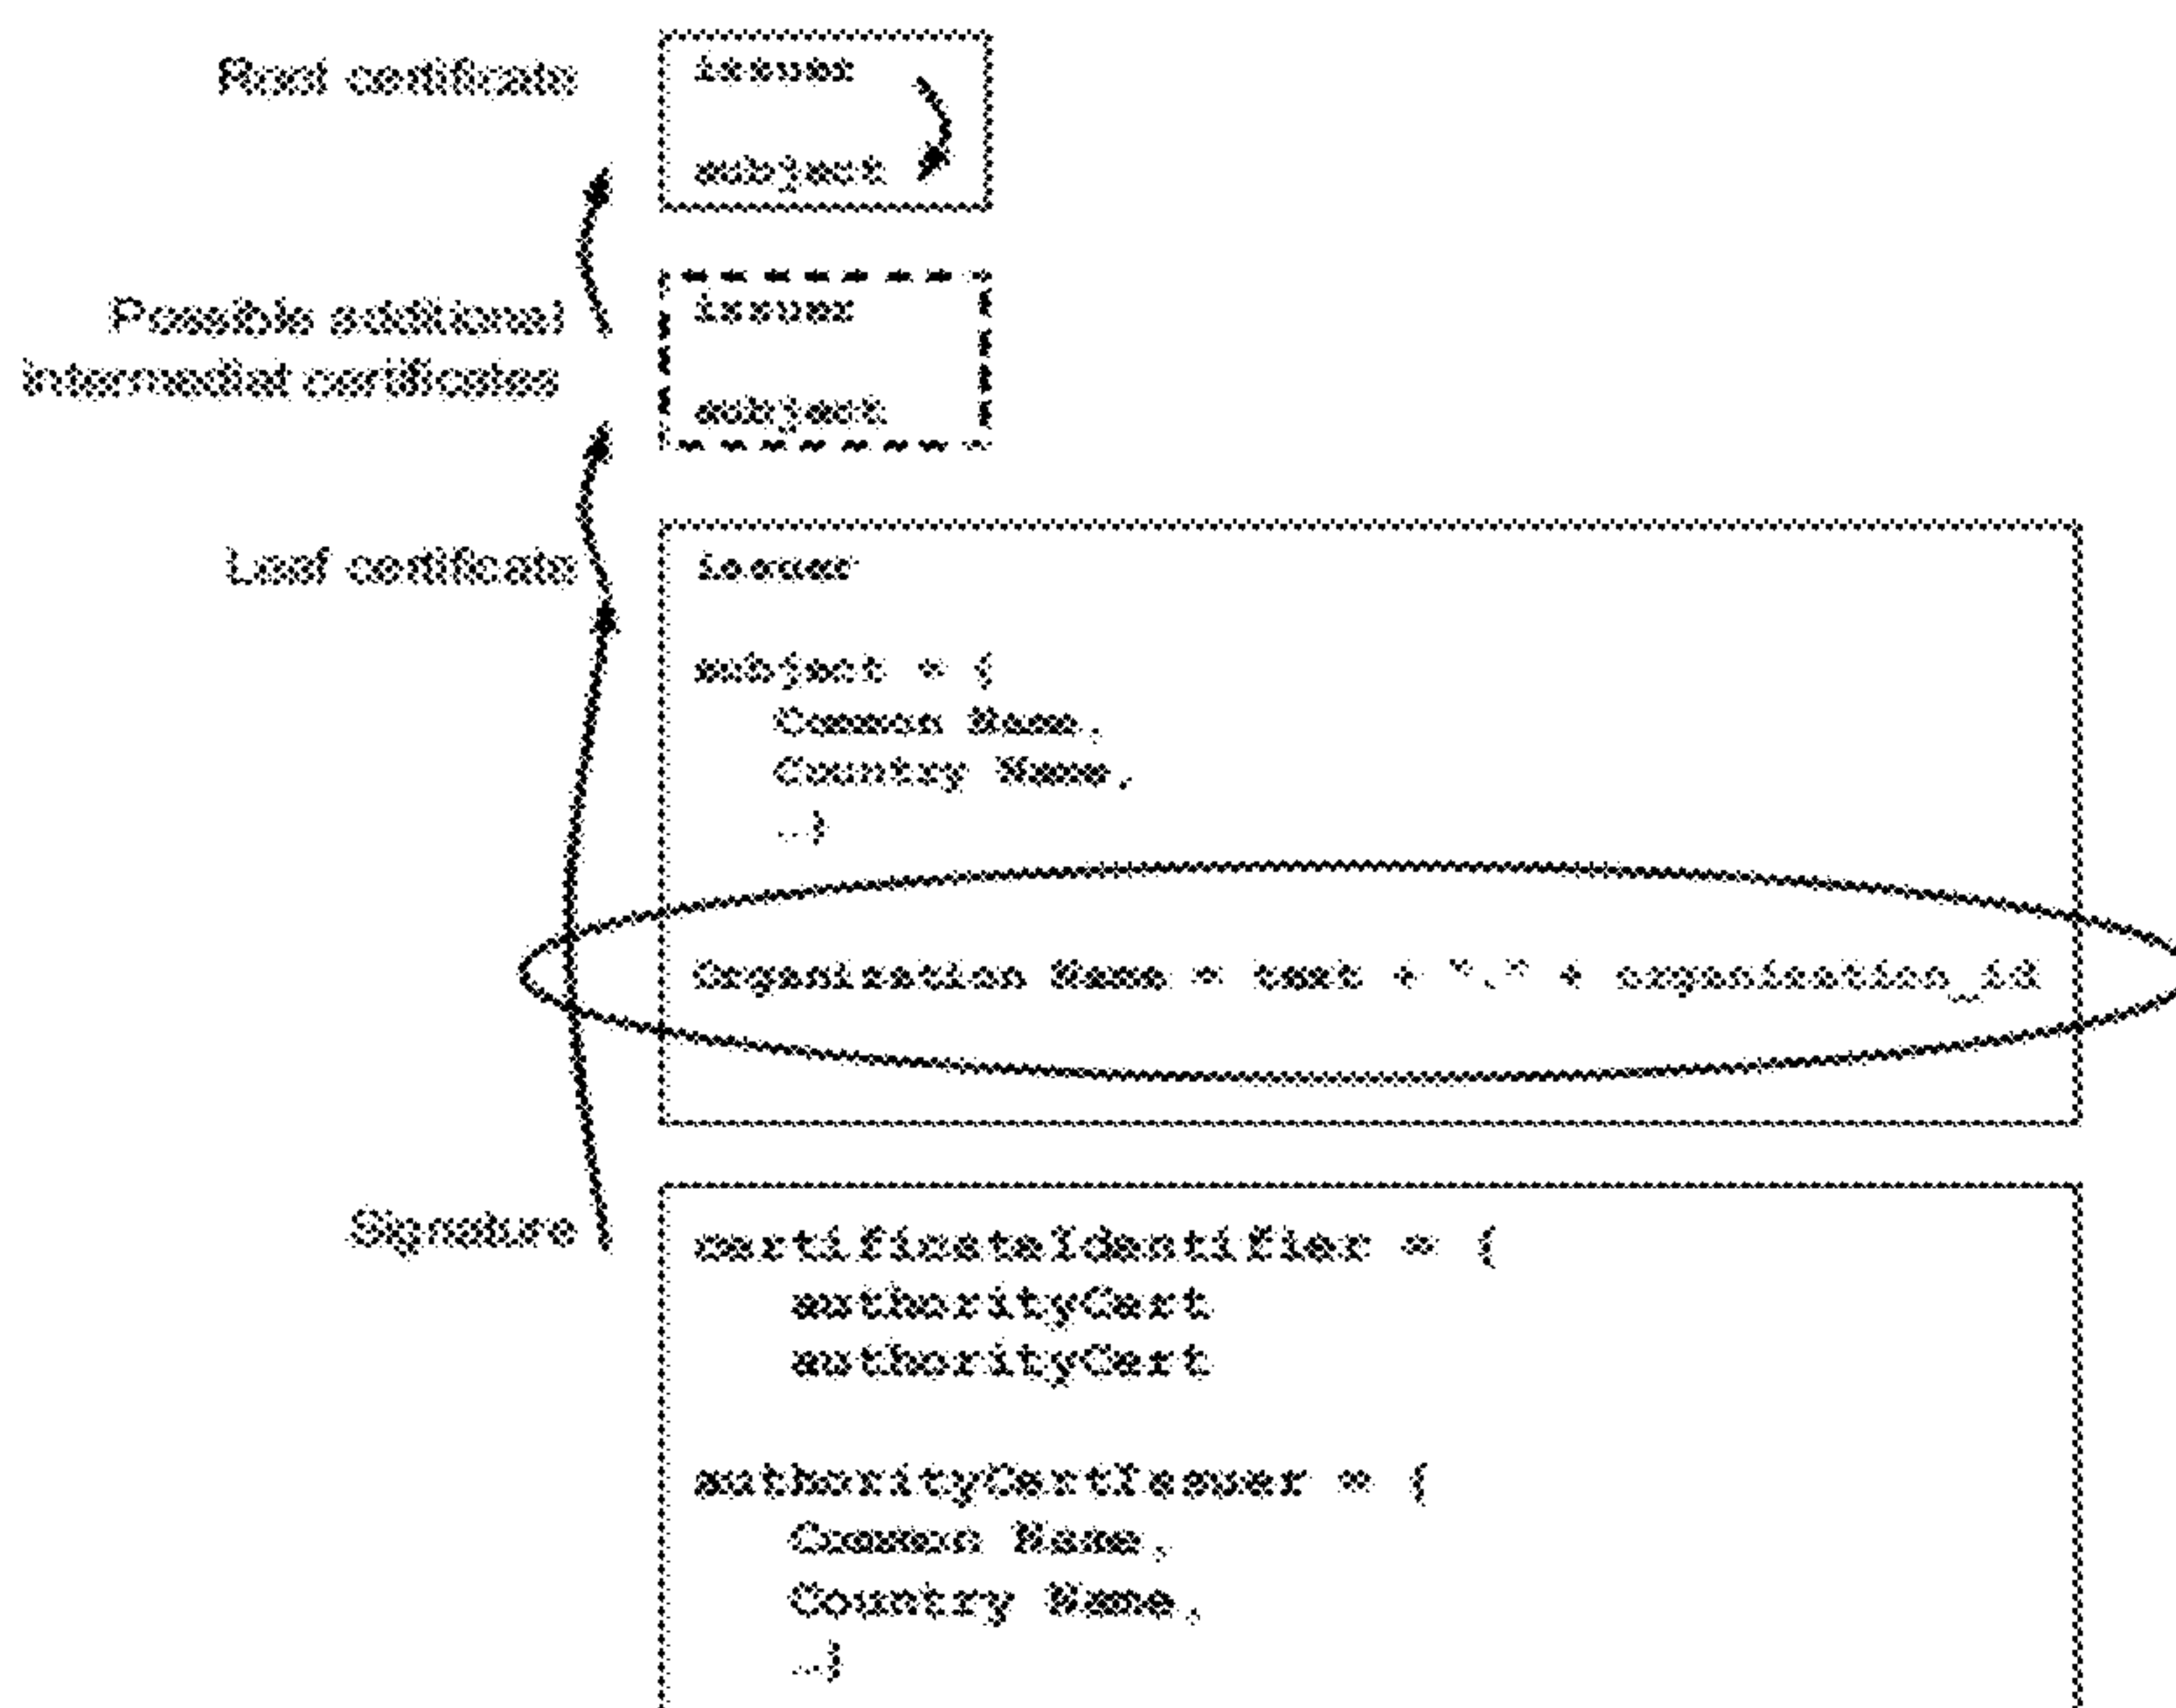 Root certificate
issuer
subject
Possible additional
intermediat certificates
issuer
subject
Leaf certificate
issuer
subject = {
Common Name,
Country Name,
…}
Organization Name = text + "." + organization_id
Signature
certificateIdentifier = {
authorityCert
authorityCert
authorityCertIssuer = {
Common Name,
Country Name,
…}